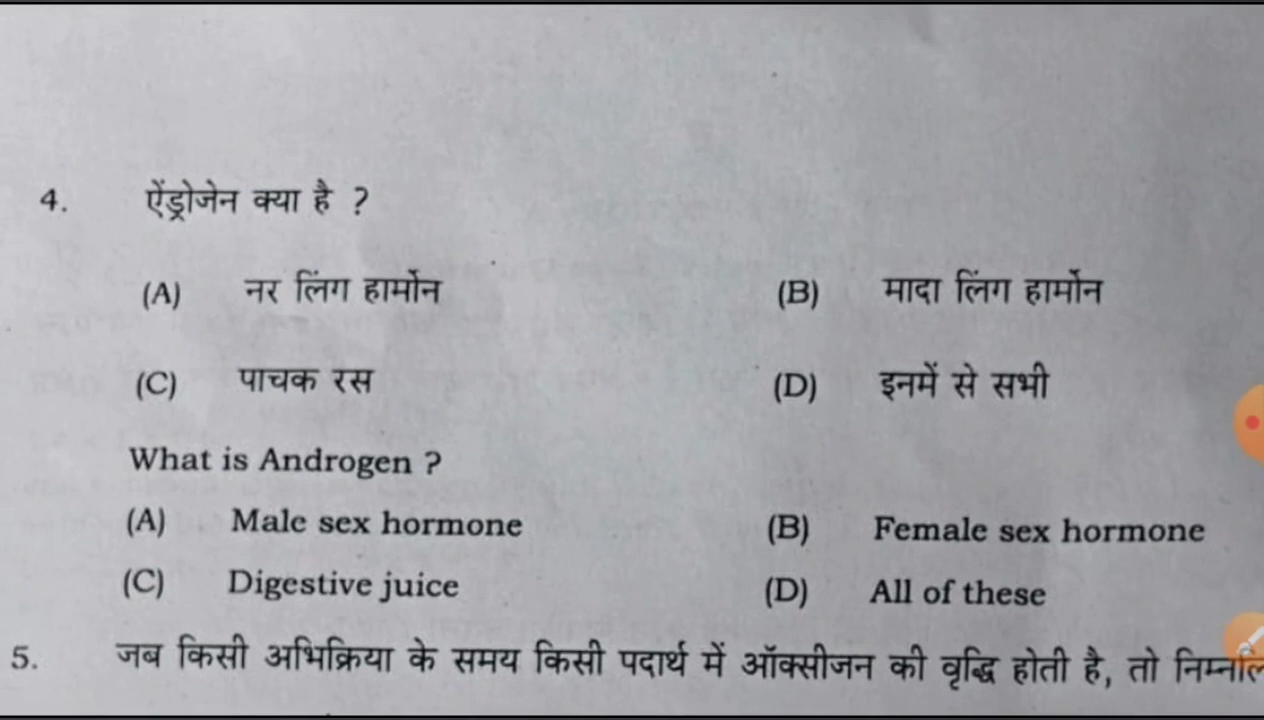 4. ऐंड्रोजेन क्या है ?
(A) नर लिंग हार्मोन (B) मादा लिंग हार्मोन
(C) पाचक रस (D) इनमें से सभी
What is Androgen ?
(A) Male sex hormone (B) Female sex hormone
(C) Digestive juice (D) All of these
5. जब किसी अभिक्रिया के समय किसी पदार्थ में ऑक्सीजन की वृद्धि होती है, तो